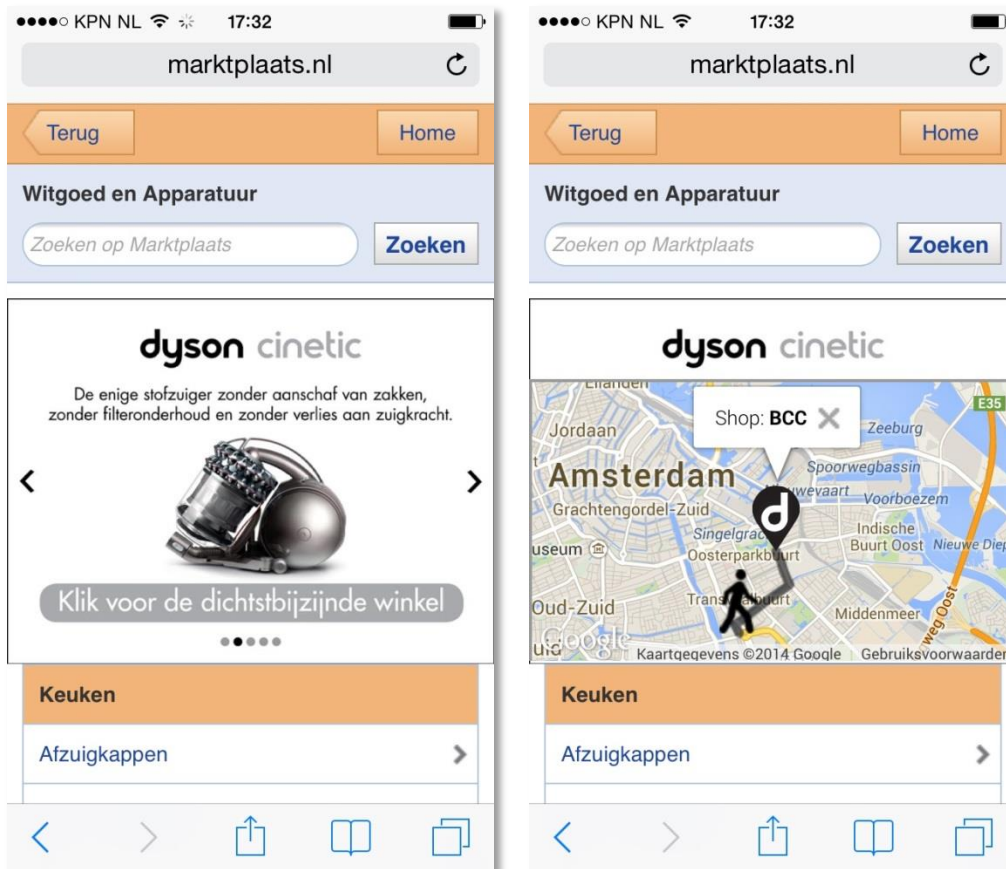 KPN NL 17:32
marktplaats.nl
Terug Home
Witgoed en Apparatuur
Zoeken op Marktplaats Zoeken
dyson cinetic
De enige stofzuiger zonder aanschaf van zakken,
zonder filteronderhoud en zonder verlies aan zuigkracht.
Klik voor de dichtstbijzijnde winkel
Keuken
Afzuigkappen
KPN NL 17:32
marktplaats.nl
Terug Home
Witgoed en Apparatuur
Zoeken op Marktplaats Zoeken
dyson cinetic
E35
Shop: BCC
Jordaan
Zeeburg
Amsterdam
Spoorwegbassin
Grachtengordel-Zuid
Voorboezem
Indische
Buurt Oost
Nieuwe Diep
Oosterparkbuurt
Oud-Zuid
Middenmeer
Google
Kaartgegevens ©2014 Google
Keuken
Afzuigkappen